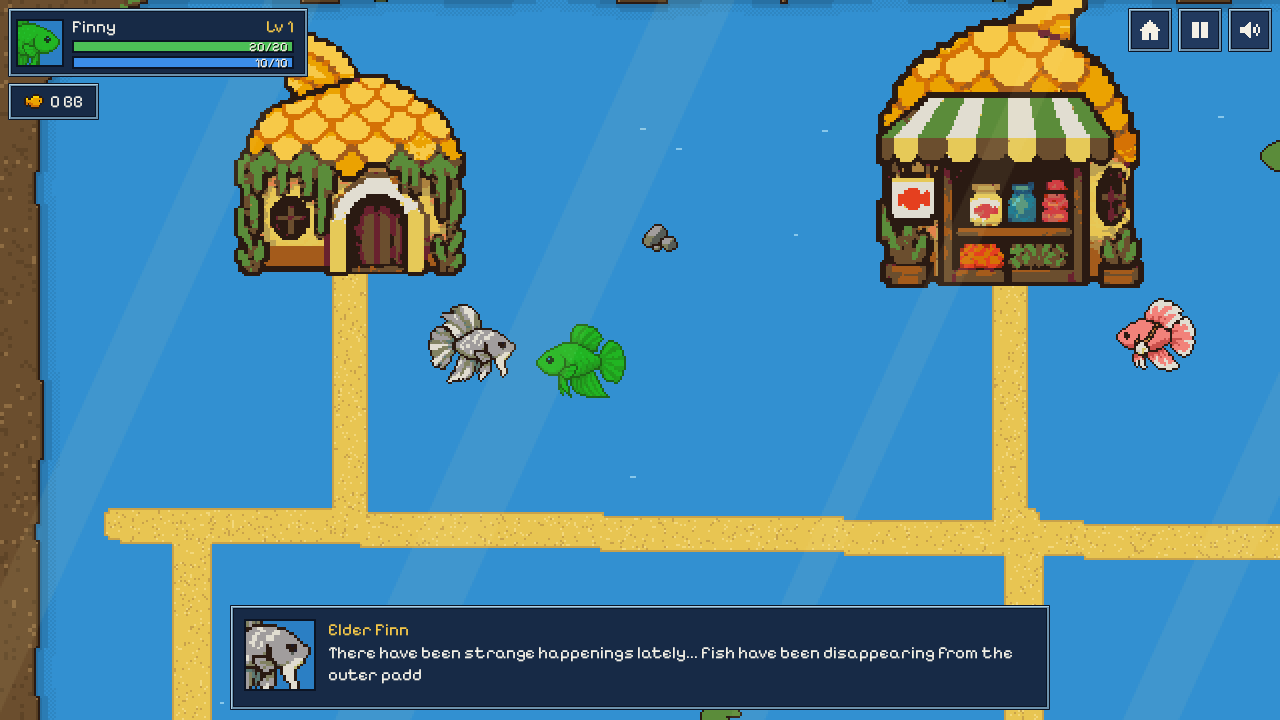 Finny Lv 1
20/20
10/10
0 GG
Elder Finn
There have been strange happenings lately... Fish have been disappearing from the
outer padd